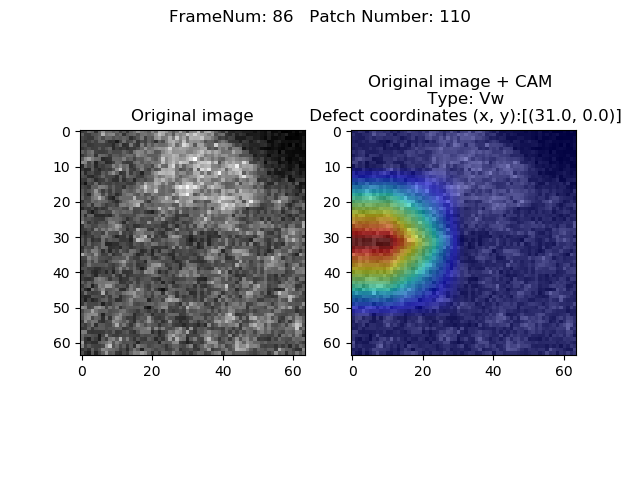 FrameNum: 86   Patch Number: 110
Original image
Original image + CAM
Type: Vw
Defect coordinates (x, y):[(31.0, 0.0)]
0
10
20
30
40
50
60
0 20 40 60
0
10
20
30
40
50
60
0 20 40 60